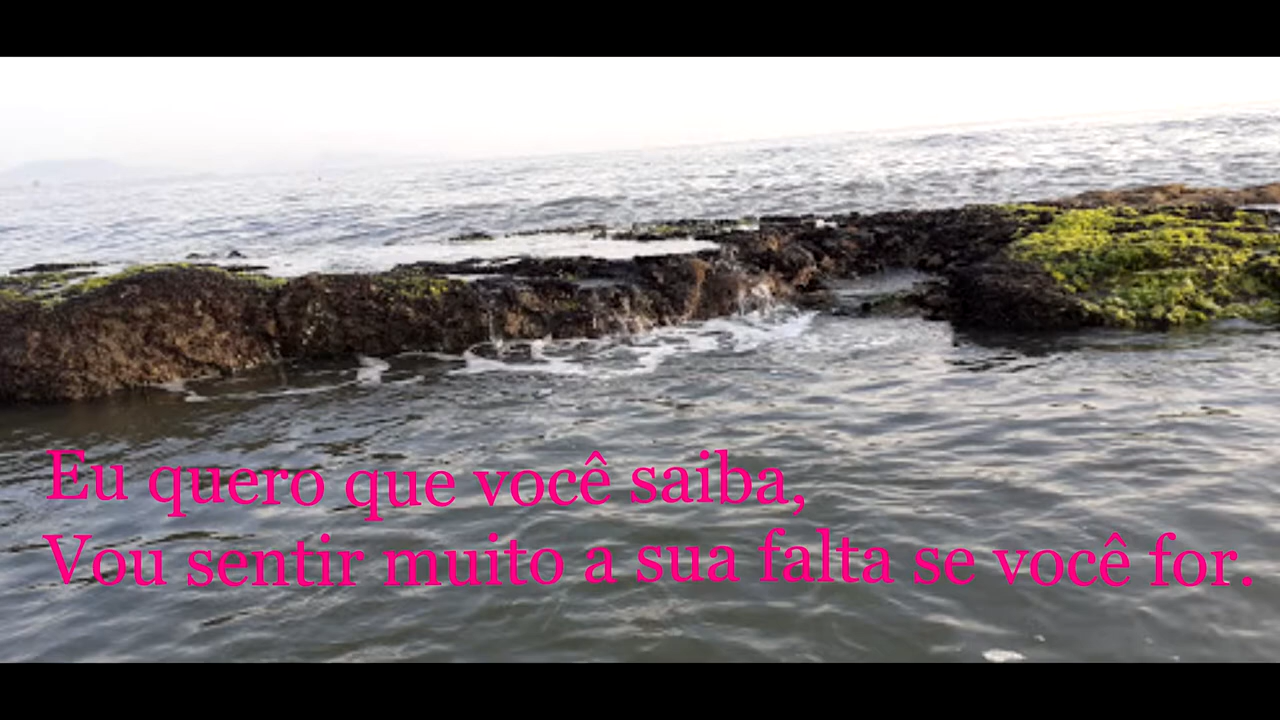 Eu quero que você saiba,
Vou sentir muito a sua falta se você for.